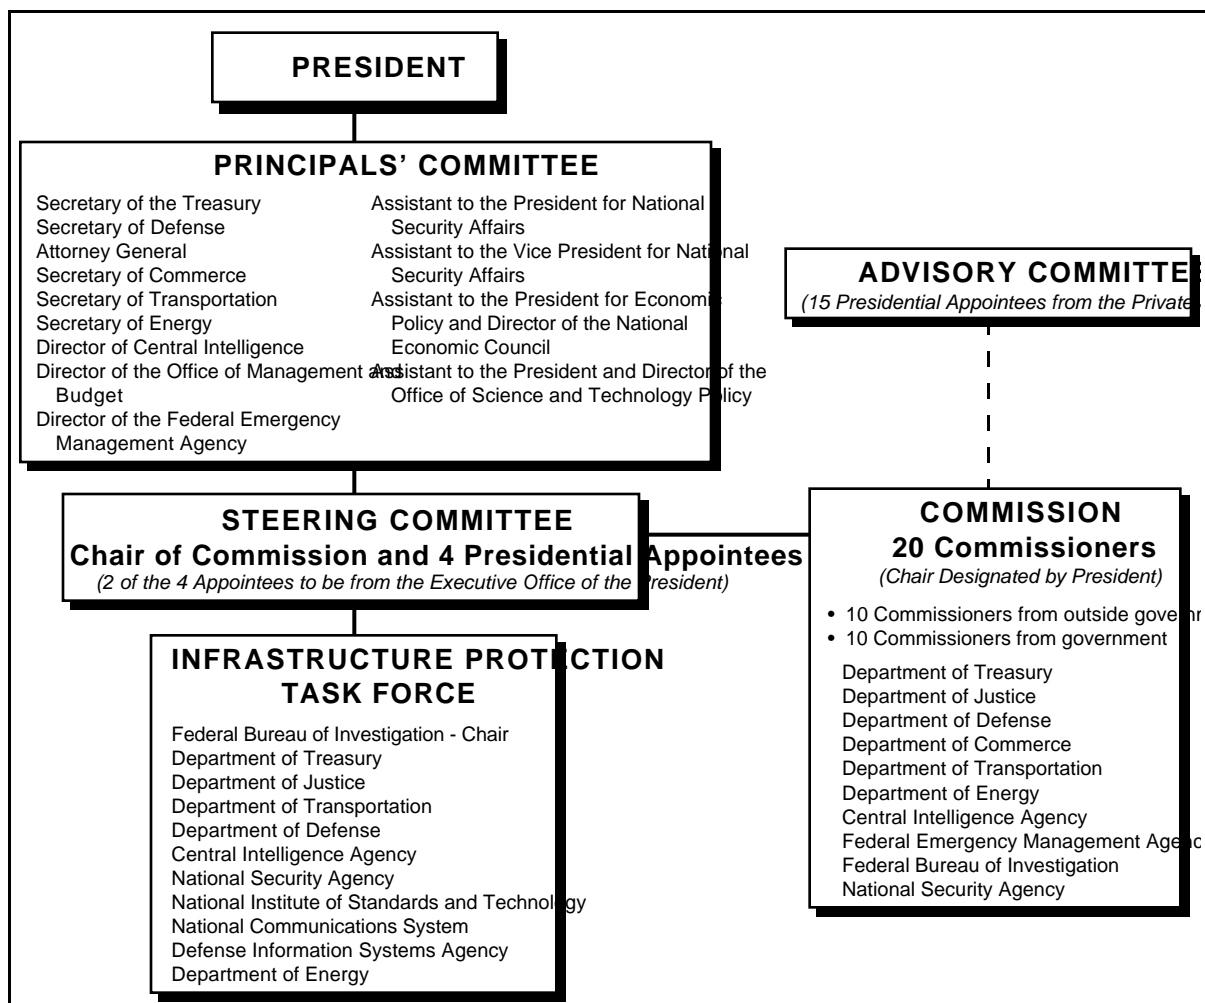 PRESIDENT
PRINCIPALS’ COMMITTEE
Secretary of the Treasury
Secretary of Defense
Attorney General
Secretary of Commerce
Secretary of Transportation
Secretary of Energy
Director of Central Intelligence
Director of the Office of Management and
Budget
Director of the Federal Emergency
Management Agency
Assistant to the President for National
Security Affairs
Assistant to the Vice President for National
Security Affairs
Assistant to the President for Economic
Policy and Director of the National
Economic Council
Assistant to the President and Director of the
Office of Science and Technology Policy
ADVISORY COMMITTE
(15 Presidential Appointees from the Private
STEERING COMMITTEE
Chair of Commission and 4 Presidential Appointees
(2 of the 4 Appointees to be from the Executive Office of the President)
COMMISSION
20 Commissioners
(Chair Designated by President)
• 10 Commissioners from outside govern
• 10 Commissioners from government
Department of Treasury
Department of Justice
Department of Defense
Department of Commerce
Department of Transportation
Department of Energy
Central Intelligence Agency
Federal Emergency Management Agenc
Federal Bureau of Investigation
National Security Agency
INFRASTRUCTURE PROTECTION
TASK FORCE
Federal Bureau of Investigation - Chair
Department of Treasury
Department of Justice
Department of Transportation
Department of Defense
Central Intelligence Agency
National Security Agency
National Institute of Standards and Technology
National Communications System
Defense Information Systems Agency
Department of Energy